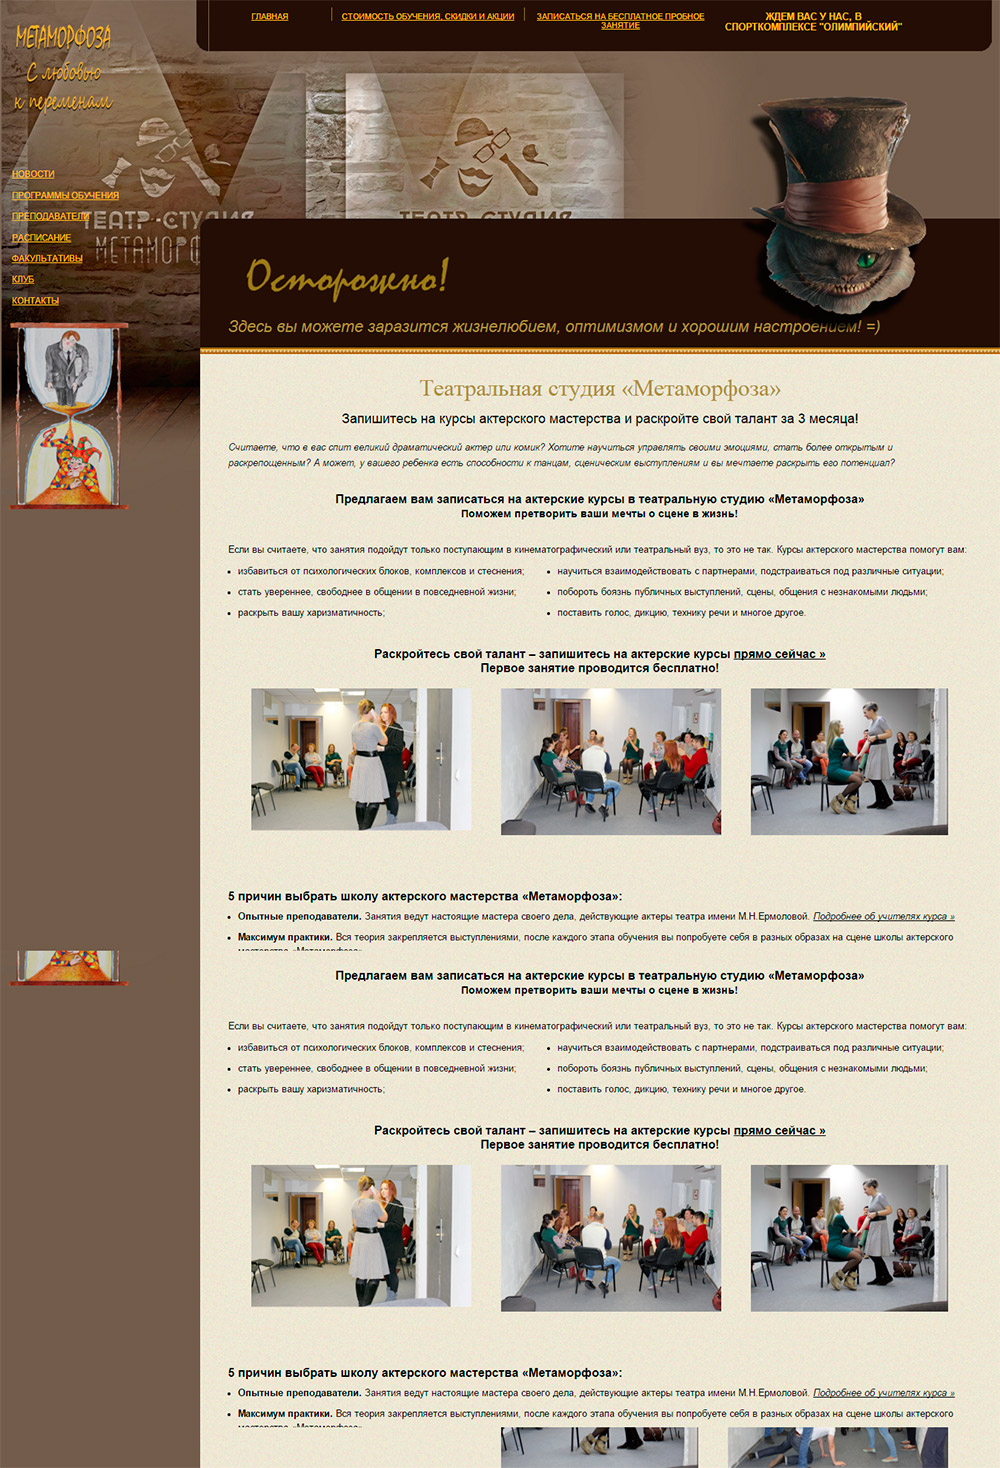 ГЛАВНАЯ
СТОИМОСТЬ ОБУЧЕНИЯ, СКИДКИ И АКЦИИ
ЗАПИСАТЬСЯ НА БЕСПЛАТНОЕ ПРОБНОЕ
ЗАНЯТИЕ
ЖДЕМ ВАС У НАС, В
СПОРТКОМПЛЕКСЕ "ОЛИМПИЙСКИЙ"
МЕТАМОРФОЗА
С любовью
к переменам
НОВОСТИ
ПРОГРАММЫ ОБУЧЕНИЯ
ПРЕПОДАВАТЕЛИ
РАСПИСАНИЕ
ФАКУЛЬТАТИВЫ
КЛУБ
КОНТАКТЫ
ТЕАТР-СТУДИЯ
МЕТАМОРФ
ТЕАТР-СТУДИЯ
Осторожно!
Здесь вы можете заразится жизнелюбием, оптимизмом и хорошим настроением! =)
Театральная студия «Метаморфоза»
Запишитесь на курсы актерского мастерства и раскройте свой талант за 3 месяца!
Считаете, что в вас спит великий драматический актер или комик? Хотите научиться управлять своими эмоциями, стать более открытым и
раскрепощенным? А может, у вашего ребенка есть способности к танцам, сценическим выступлениям и вы мечтаете раскрыть его потенциал?
Предлагаем вам записаться на актерские курсы в театральную студию «Метаморфоза»
Поможем претворить ваши мечты о сцене в жизнь!
Если вы считаете, что занятия подойдут только поступающим в кинематографический или театральный вуз, то это не так. Курсы актерского мастерства помогут вам:
избавиться от психологических блоков, комплексов и стеснения;
стать увереннее, свободнее в общении в повседневной жизни;
раскрыть вашу харизматичность;
научиться взаимодействовать с партнерами, подстраиваться под различные ситуации;
побороть боязнь публичных выступлений, сцены, общения с незнакомыми людьми;
поставить голос, дикцию, технику речи и многое другое.
Раскройтесь свой талант – запишитесь на актерские курсы прямо сейчас »
Первое занятие проводится бесплатно!
5 причин выбрать школу актерского мастерства «Метаморфоза»:
Опытные преподаватели. Занятия ведут настоящие мастера своего дела, действующие актеры театра имени М.Н.Ермоловой. Подробнее об учителях курса »
Максимум практики. Вся теория закрепляется выступлениями, после каждого этапа обучения вы попробуете себя в разных образах на сцене школы актерского
мастерства «Метаморфоза»
Предлагаем вам записаться на актерские курсы в театральную студию «Метаморфоза»
Поможем претворить ваши мечты о сцене в жизнь!
Если вы считаете, что занятия подойдут только поступающим в кинематографический или театральный вуз, то это не так. Курсы актерского мастерства помогут вам:
избавиться от психологических блоков, комплексов и стеснения;
стать увереннее, свободнее в общении в повседневной жизни;
раскрыть вашу харизматичность;
научиться взаимодействовать с партнерами, подстраиваться под различные ситуации;
побороть боязнь публичных выступлений, сцены, общения с незнакомыми людьми;
поставить голос, дикцию, технику речи и многое другое.
Раскройтесь свой талант – запишитесь на актерские курсы прямо сейчас »
Первое занятие проводится бесплатно!
5 причин выбрать школу актерского мастерства «Метаморфоза»:
Опытные преподаватели. Занятия ведут настоящие мастера своего дела, действующие актеры театра имени М.Н.Ермоловой. Подробнее об учителях курса »
Максимум практики. Вся теория закрепляется выступлениями, после каждого этапа обучения вы попробуете себя в разных образах на сцене школы актерского
мастерства «Метаморфоза»